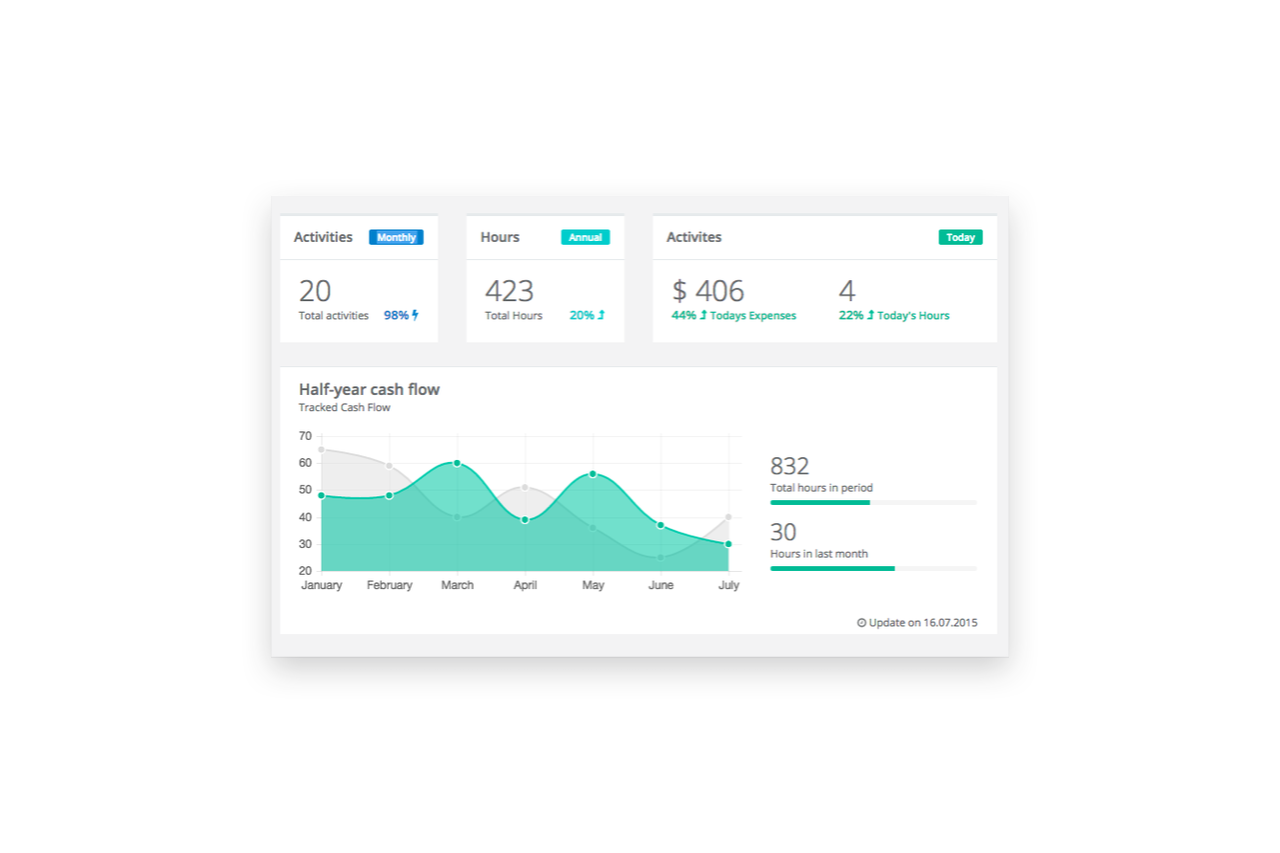 Activities Monthly
20
Total activities 98%
Hours Annual
423
Total Hours 20%
Activites Today
$ 406
44% Todays Expenses
4
22% Today's Hours
Half-year cash flow
Tracked Cash Flow
70
60
50
40
30
20
January February March April May June July
832
Total hours in period
30
Hours in last month
Update on 16.07.2015